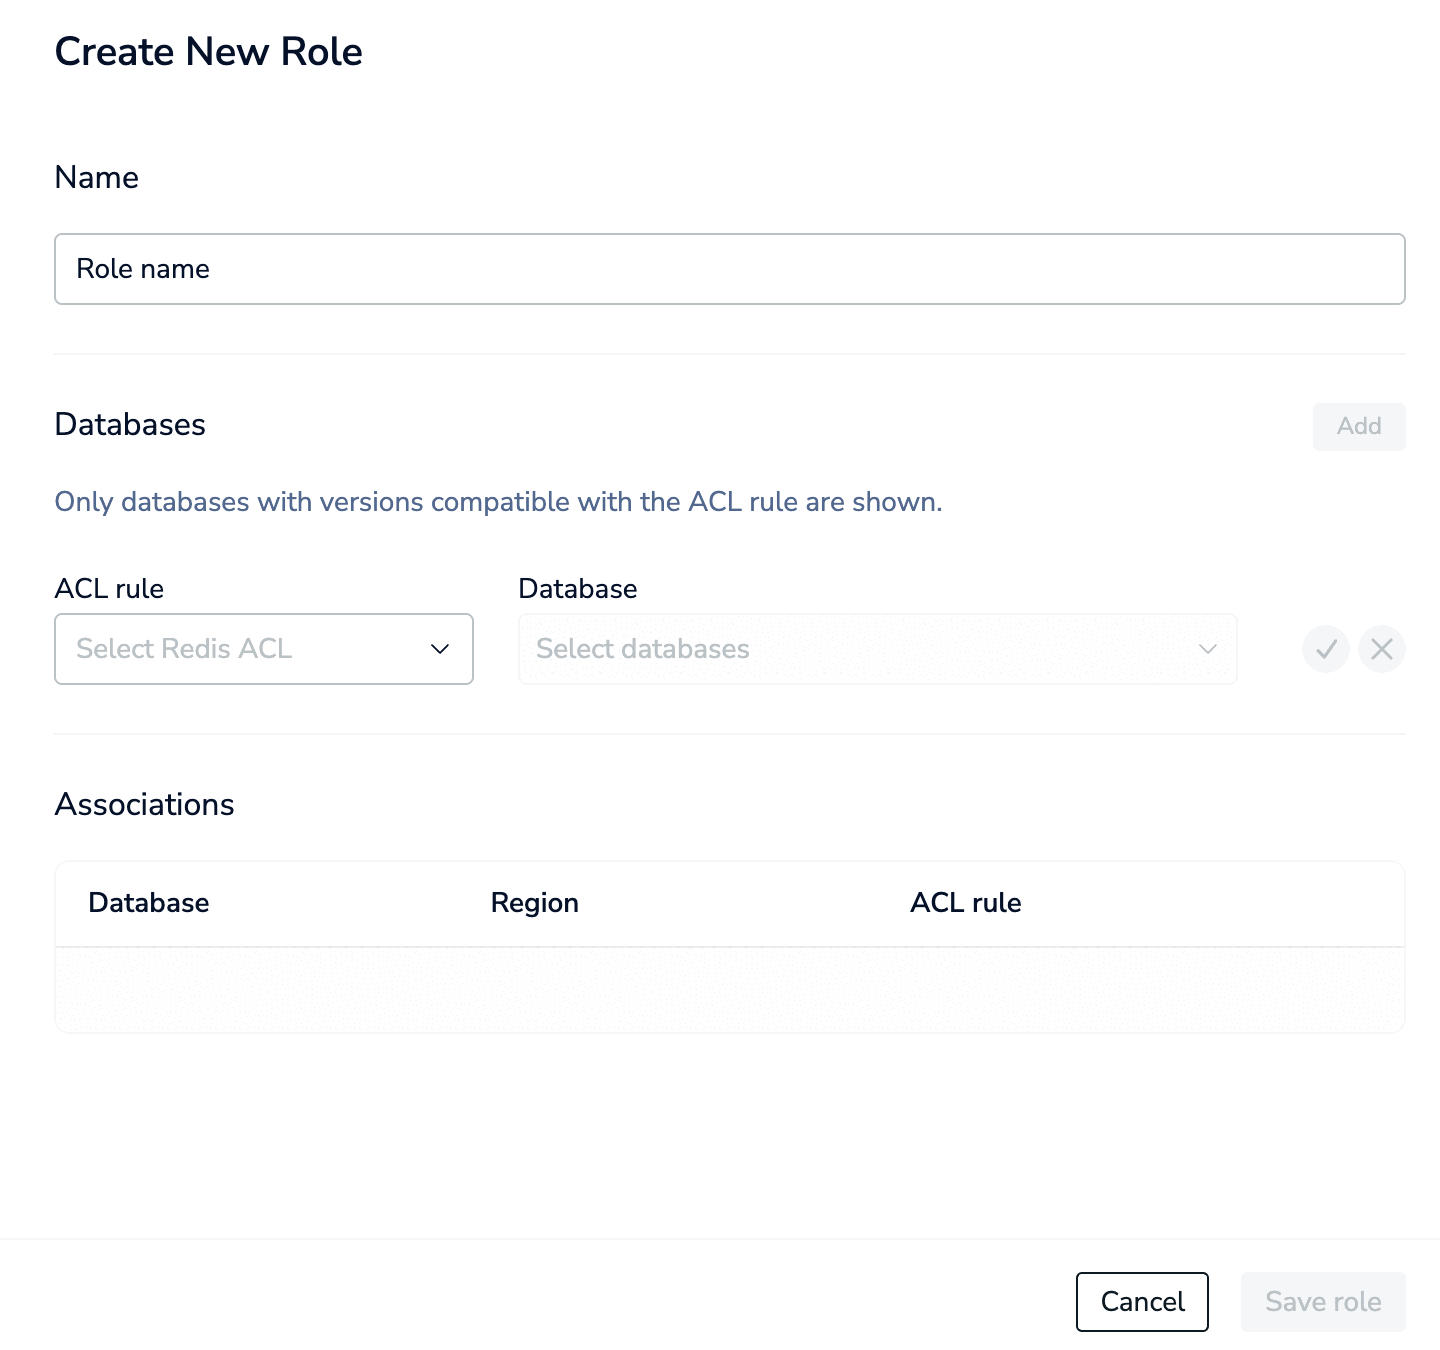 Create New Role
Name
Role name
Databases
Add
Only databases with versions compatible with the ACL rule are shown.
ACL rule
Database
Select Redis ACL
Select databases
Associations
Database
Region
ACL rule
Cancel
Save role